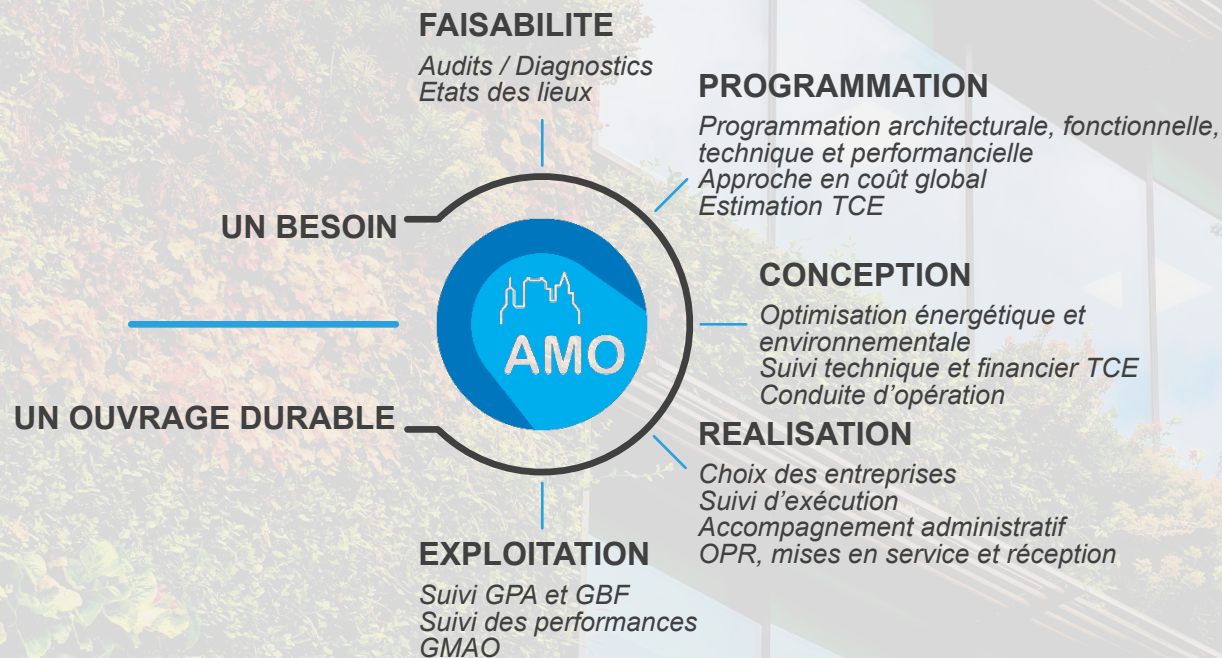 FAISABILITE
Audits / Diagnostics
Etats des lieux
PROGRAMMATION
Programmation architecturale, fonctionnelle,
technique et performancielle
Approche en coût global
Estimation TCE
UN BESOIN
CONCEPTION
Optimisation énergétique et
environnementale
Suivi technique et financier TCE
Conduite d’opération
AMO
UN OUVRAGE DURABLE
REALISATION
Choix des entreprises
Suivi d’exécution
Accompagnement administratif
OPR, mises en service et réception
EXPLOITATION
Suivi GPA et GBF
Suivi des performances
GMAO